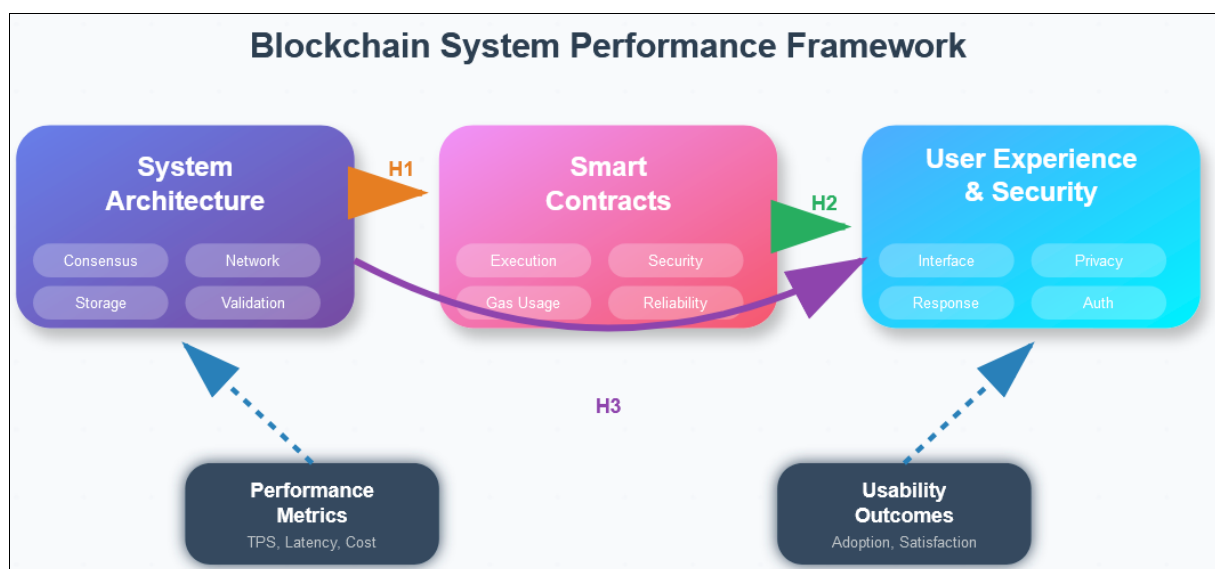 Blockchain System Performance Framework
System
Architecture
Consensus
Network
Storage
Validation
H1
Smart
Contracts
Execution
Security
Gas Usage
Reliability
H2
User Experience
& Security
Interface
Privacy
Response
Auth
H3
Performance
Metrics
TPS, Latency, Cost
Usability
Outcomes
Adoption, Satisfaction